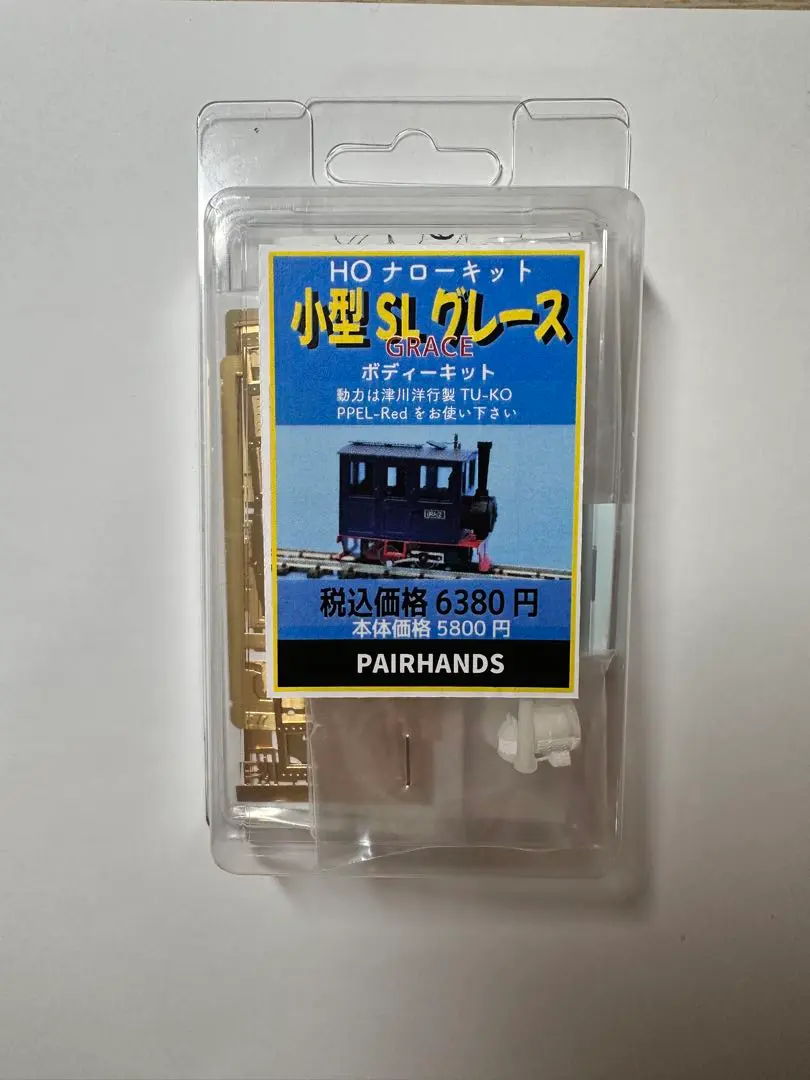 HO ナローキット
小型 SL グレース
GRACE
ボディーキット
動力は津川洋行製 TU-KO
PPEL-Red をお使い下さい
GRACE
税込価格 6380 円
本体価格 5800 円
PAIRHANDS